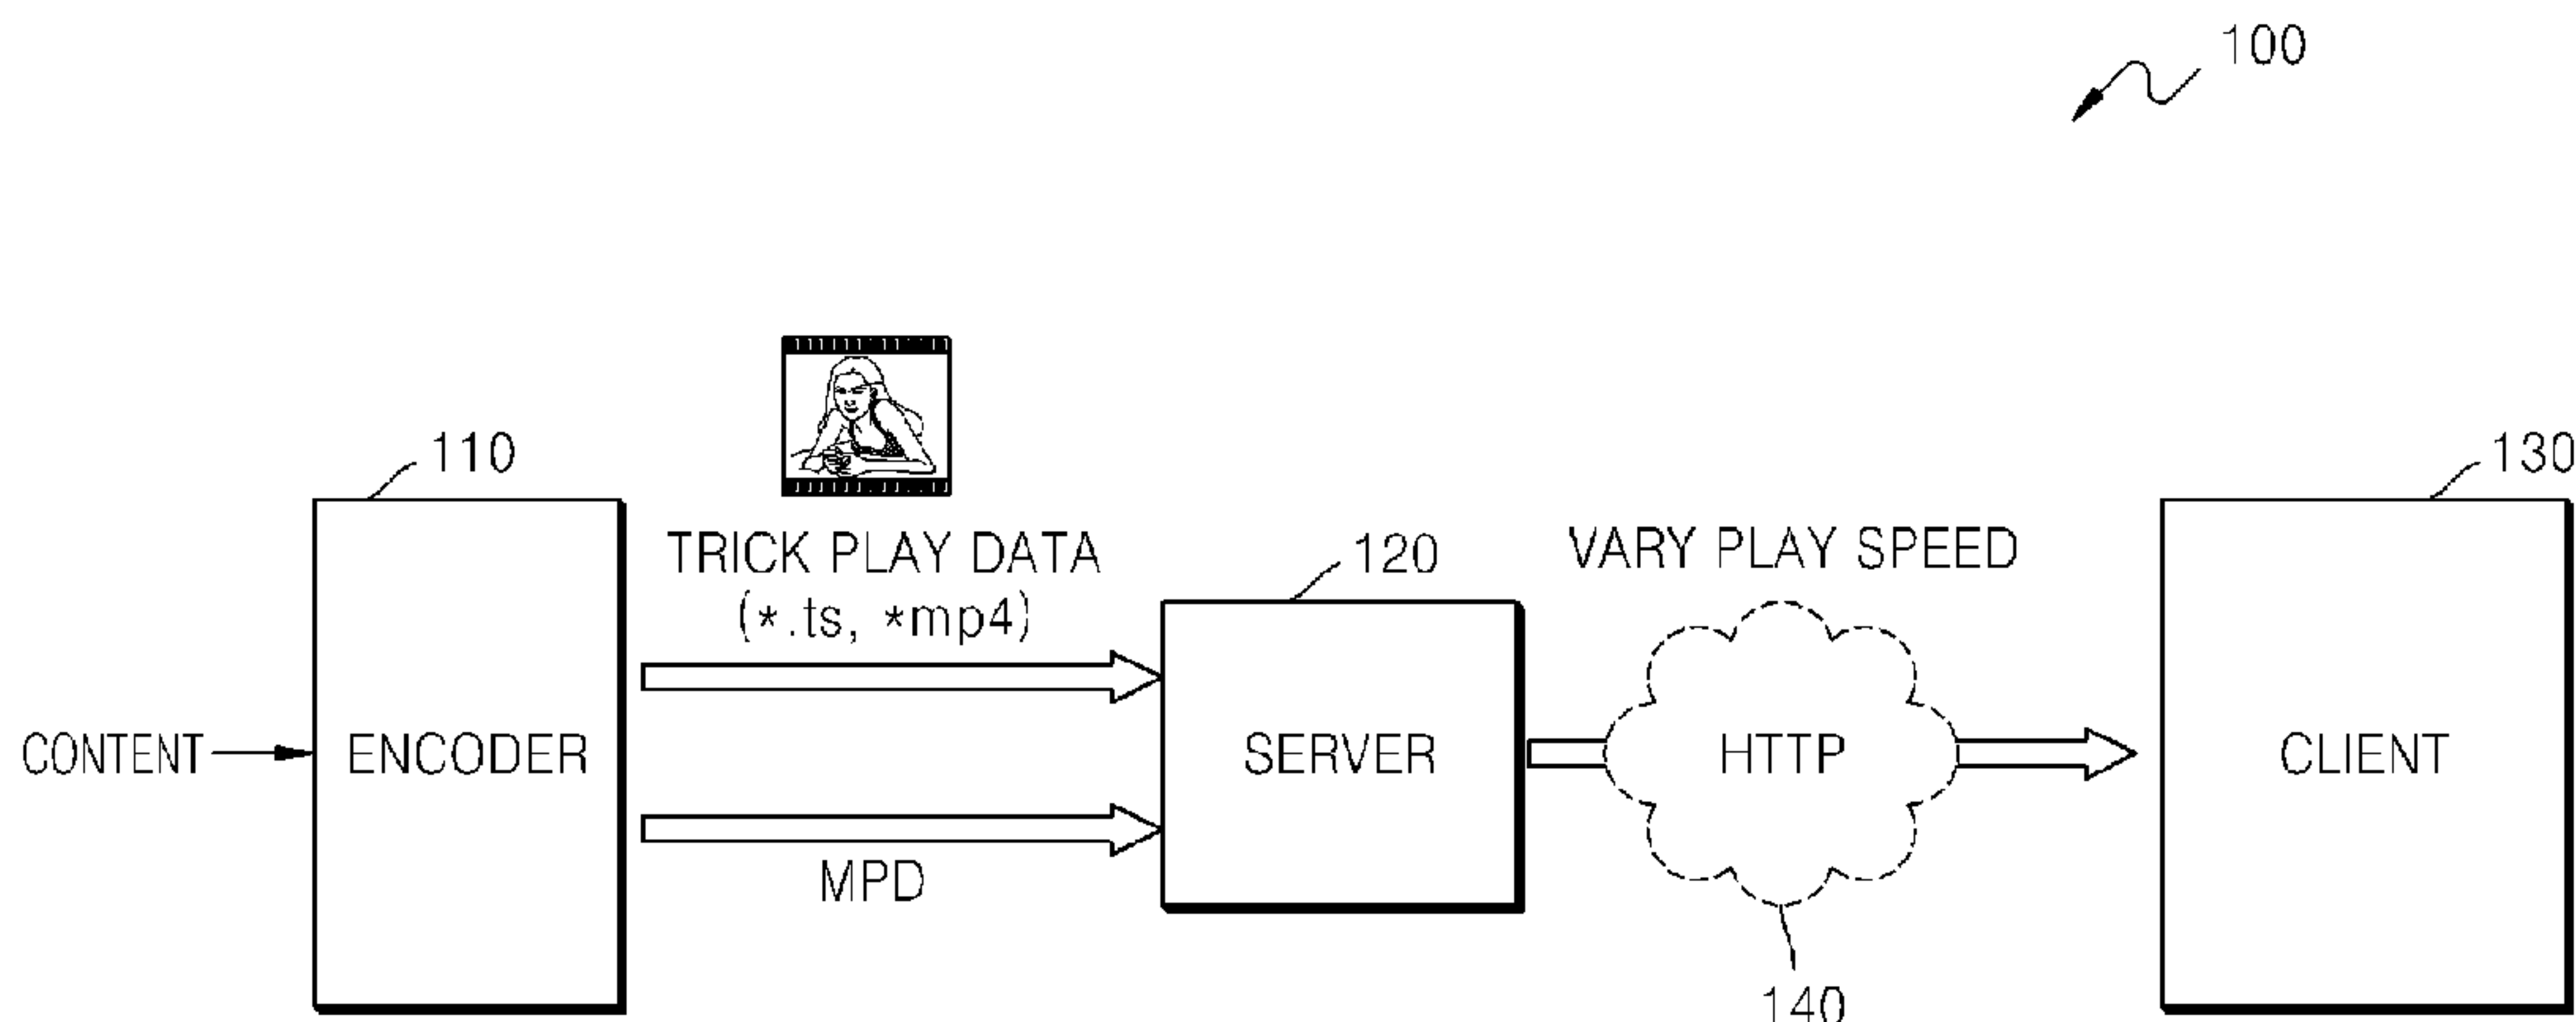 100
110
130
TRICK PLAY DATA
(*.ts, *mp4)
120
VARY PLAY SPEED
CONTENT
ENCODER
SERVER
HTTP
CLIENT
MPD
140